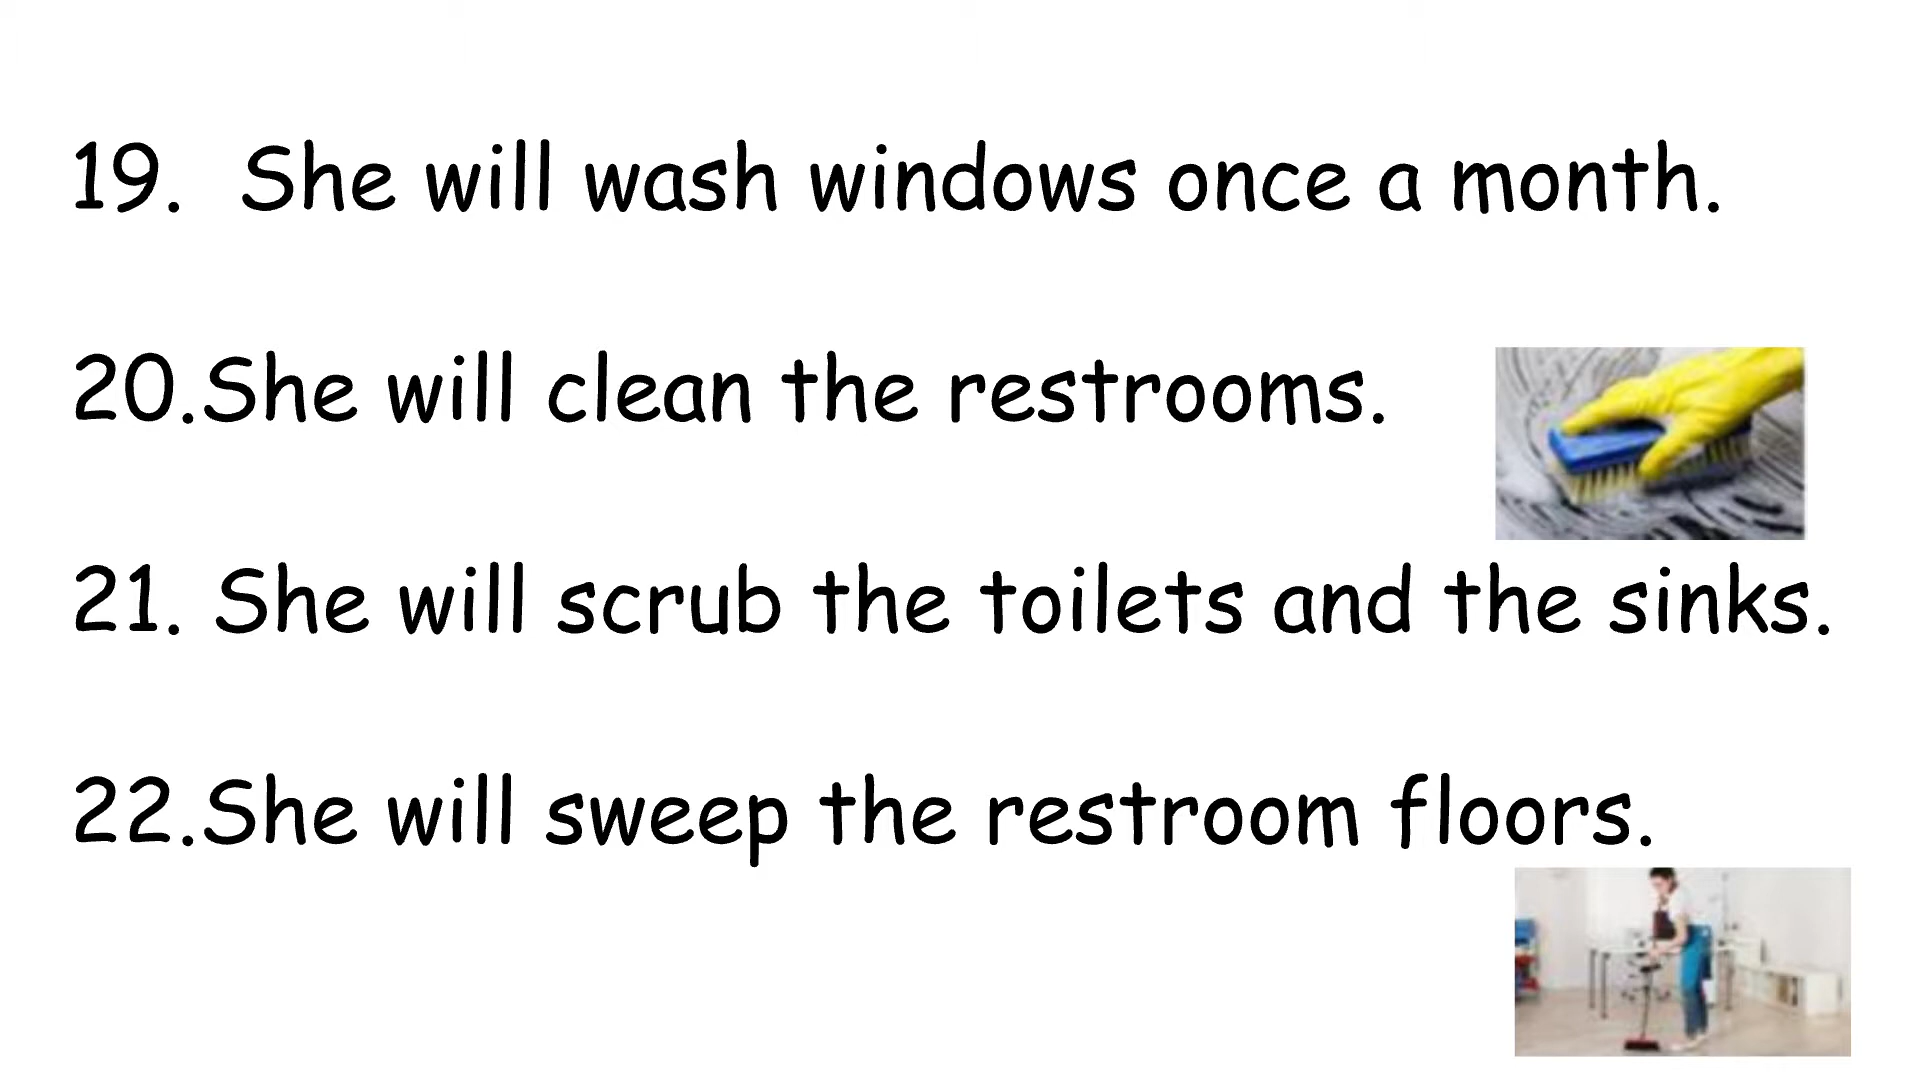 19.  She will wash windows once a month.
20.She will clean the restrooms.
21. She will scrub the toilets and the sinks.
22.She will sweep the restroom floors.